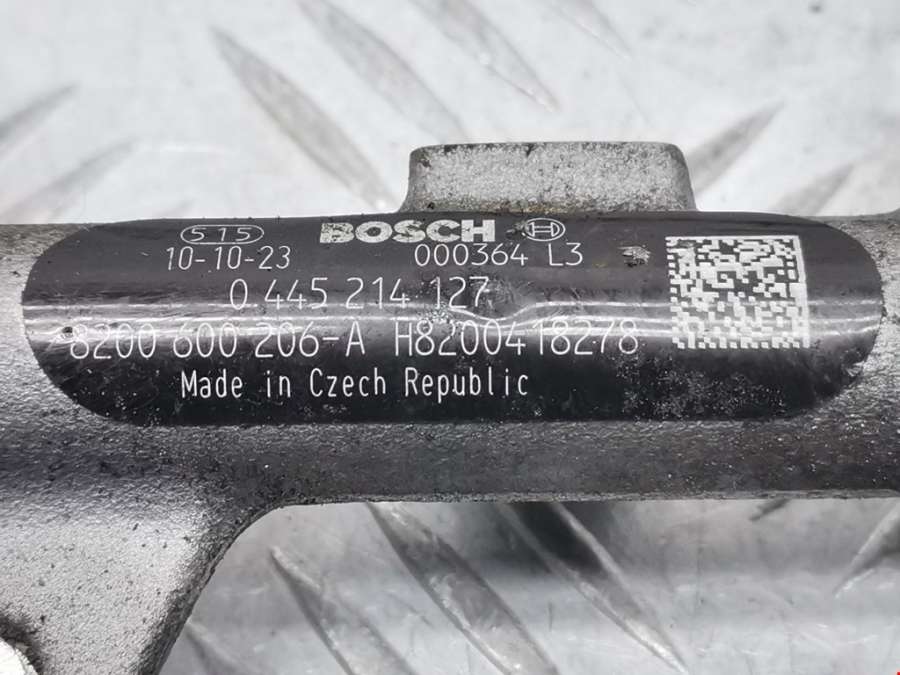 515 BOSCH
10-10-23 000364 L3
0 445 214 127
8200 600 206-A H8200418278
Made in Czech Republic